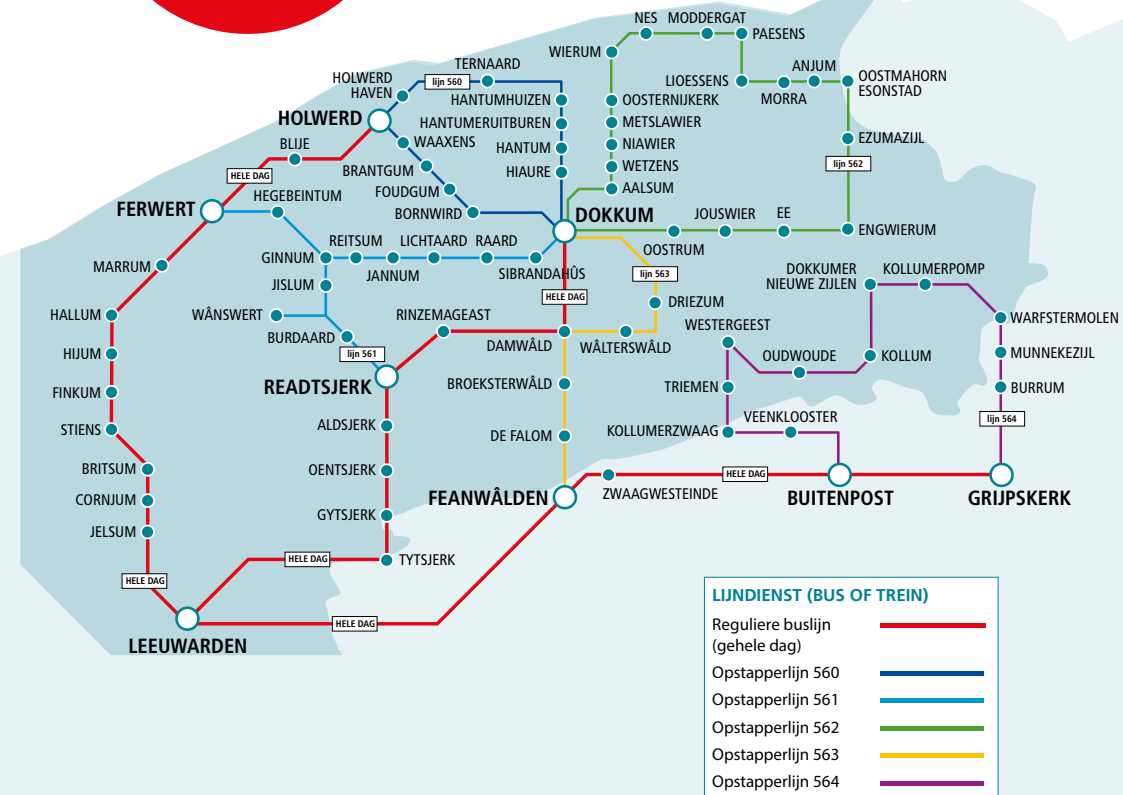 NES
MODDERGAT
PAESENS
WIERUM
TERNAARD
ANJUM
HOLWERD
HAVEN
lijn 560
LIOESSENS
OOSTMAHORN
ESONSTAD
MORRA
HANTUMHUIZEN
OOSTERNIJKERK
HOLWERD
HANTUMERUITBUREN
METSLAWIER
BLIJE
WAAXENS
HANTUM
NIAWIER
EZUMAZIJL
HELE DAG
BRANTGUM
HIAURE
WETZENS
lijn 562
HEGEBEINTUM
FOUDGUM
AALSUM
FERWERT
BORNWIRD
DOKKUM
JOUSWIER
EE
ENGWIERUM
REITSUM
LICHTAARD
RAARD
OOSTRUM
GINNUM
MARRUM
JANNUM
SIBRANDAHÛS
lijn 563
DOKKUMER
NIEUWE ZIJLEN
KOLLUMERPOMP
JISLUM
HELE DAG
DRIEZUM
HALLUM
WÂNSWERT
RINZEMAGEAST
WESTERGEEST
WARFSTERMOLEN
BURDAARD
DAMWÂLD
WÂLTERSWÂLD
HIJUM
lijn 561
OUDWOUDE
KOLLUM
MUNNEKEZIJL
READTSJERK
BROEKSTERWÂLD
TRIEMEN
BURRUM
FINKUM
STIENS
ALDSJERK
DE FALOM
KOLLUMERZWAAG
VEENKLOOSTER
lijn 564
BRITSUM
OENTSJERK
HELE DAG
CORNJUM
FEANWÂLDEN
ZWAAGWESTEINDE
BUITENPOST
GRIJPSKERK
GYTSJERK
JELSUM
HELE DAG
TYTSJERK
HELE DAG
HELE DAG
LEEUWARDEN
LIJNDIENST (BUS OF TREIN)
Reguliere buslijn
(gehele dag)
Opstapperlijn 560
Opstapperlijn 561
Opstapperlijn 562
Opstapperlijn 563
Opstapperlijn 564